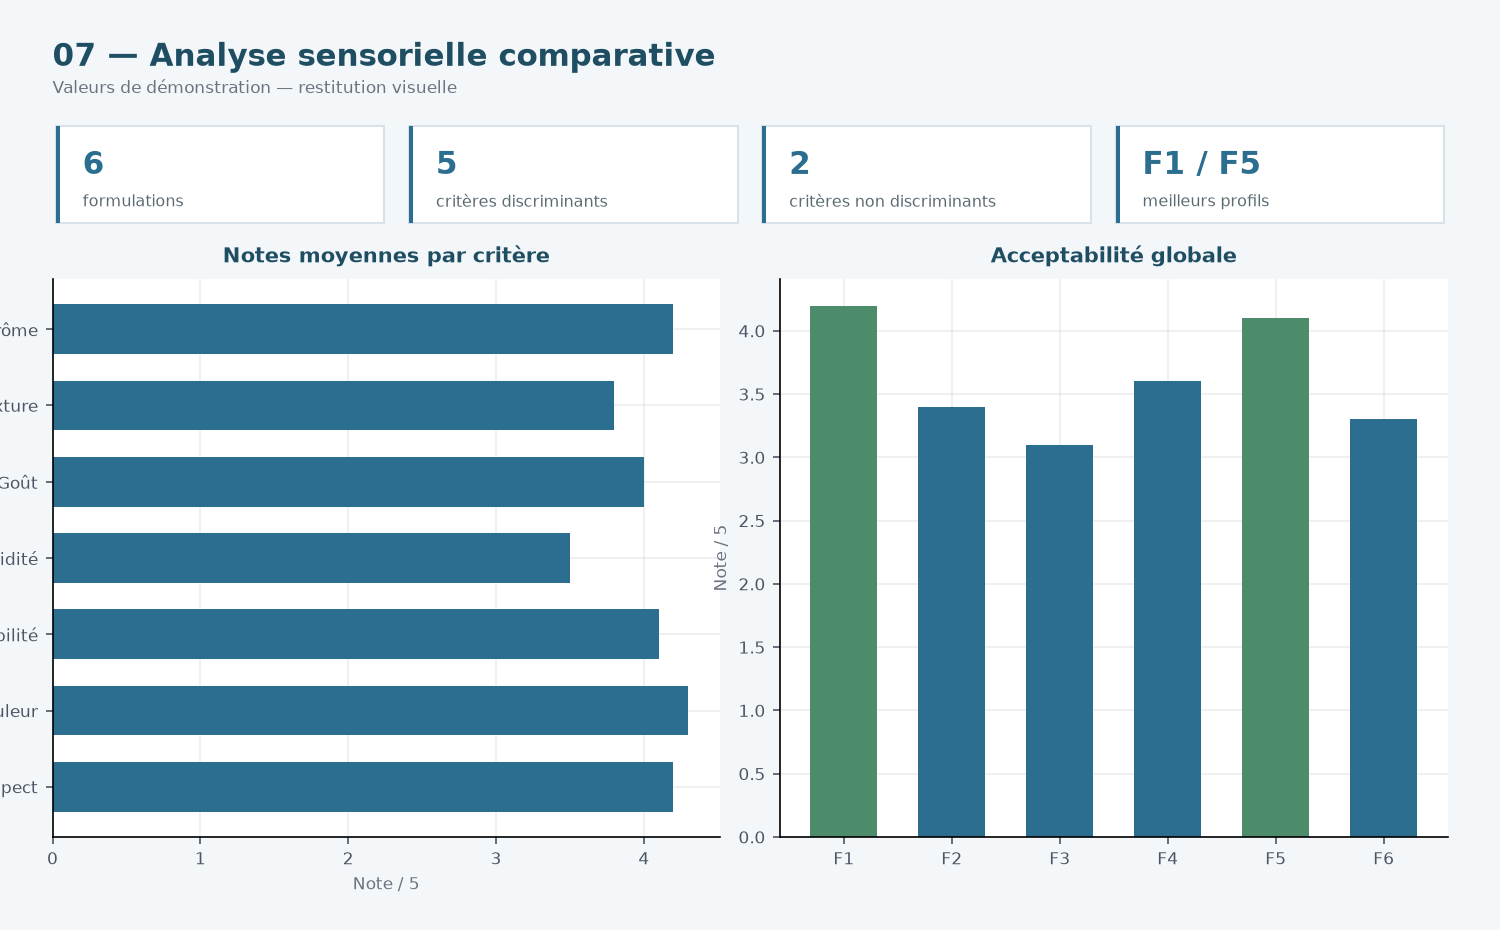 07 — Analyse sensorielle comparative
Valeurs de démonstration — restitution visuelle
6
formulations
5
critères discriminants
2
critères non discriminants
F1 / F5
meilleurs profils
Notes moyennes par critère
rôme
xture
Goût
idité
bilité
uleur
pect
0 1 2 3 4
Note / 5
Acceptabilité globale
Note / 5
4.0
3.5
3.0
2.5
2.0
1.5
1.0
0.5
0.0
F1 F2 F3 F4 F5 F6